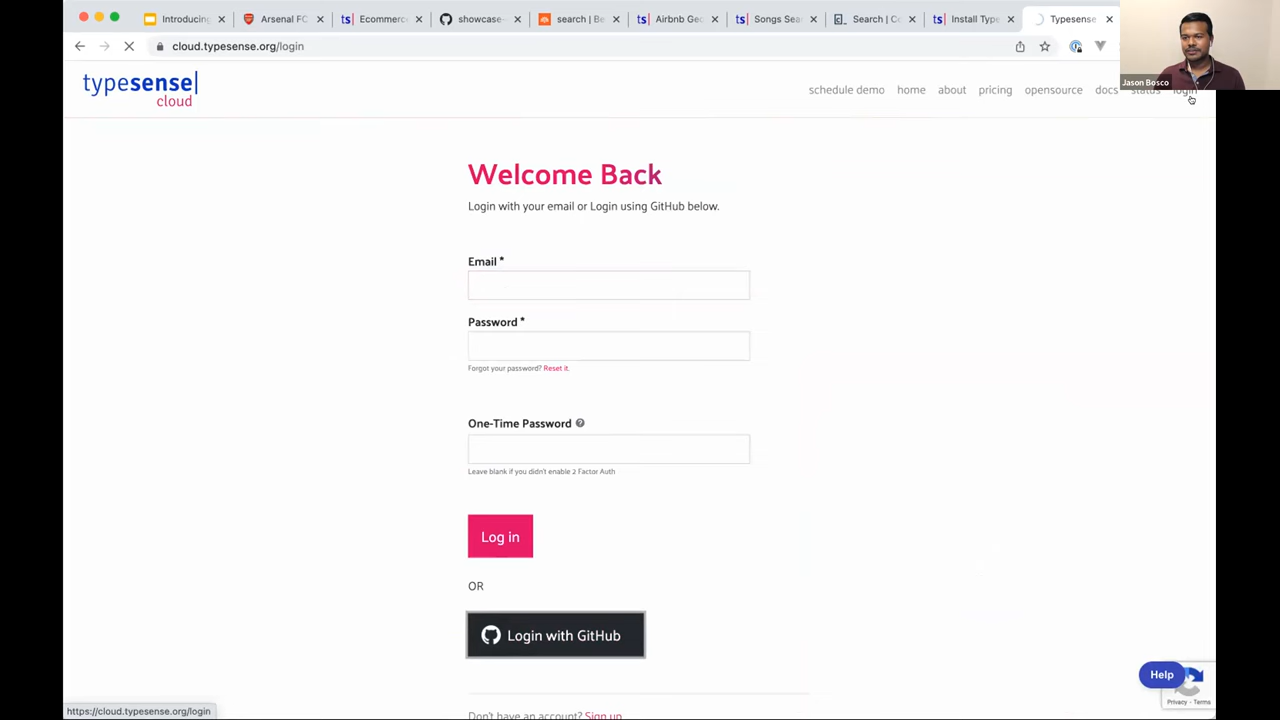 Introducing
Arsenal FC
Ecommerc
showcase-
search | Be
Airbnb Geo
Songs Sea
Search | Co
Install Type
Typesense
cloud.typesense.org/login
typesense|
cloud
schedule demo
home
about
pricing
opensource
docs
status
login
Jason Bosco
Welcome Back
Login with your email or Login using GitHub below.
Email *
Password *
Forgot your password? Reset it.
One-Time Password
Leave blank if you didn't enable 2 Factor Auth
Log in
OR
Login with GitHub
Help
Privacy - Terms
https://cloud.typesense.org/login
Don't have an account? Sign up